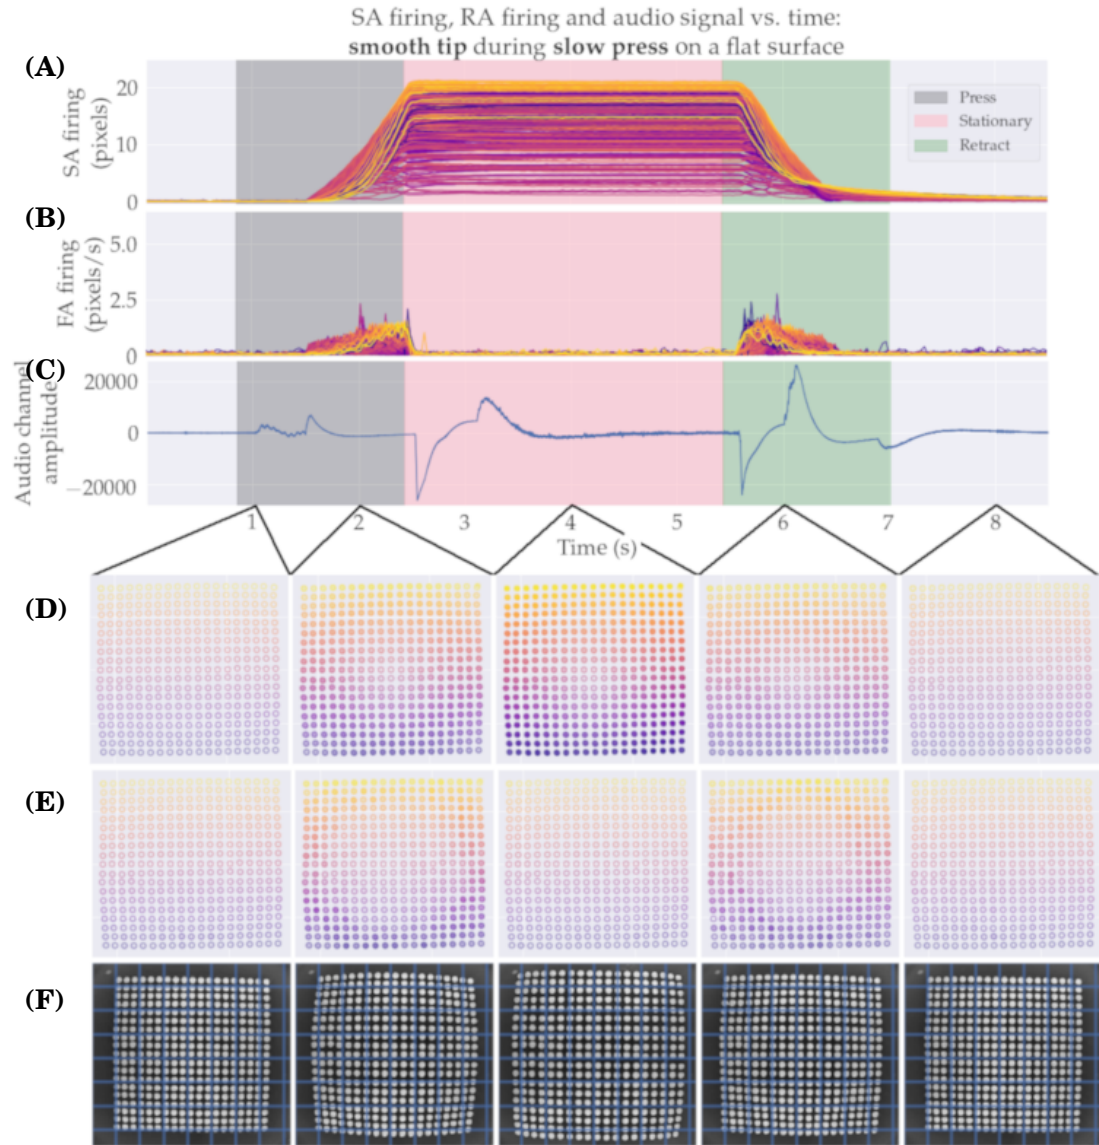 SA firing, RA firing and audio signal vs. time:
smooth tip during slow press on a flat surface
(A)
SA firing
(pixels)
20
10
0
Press
Stationary
Retract
(B)
FA firing
(pixels/s)
5.0
2.5
0
(C)
Audio channel
amplitude
20000
0
−20000
1 2 3 4 5 6 7 8
Time (s)
(D)
(E)
(F)